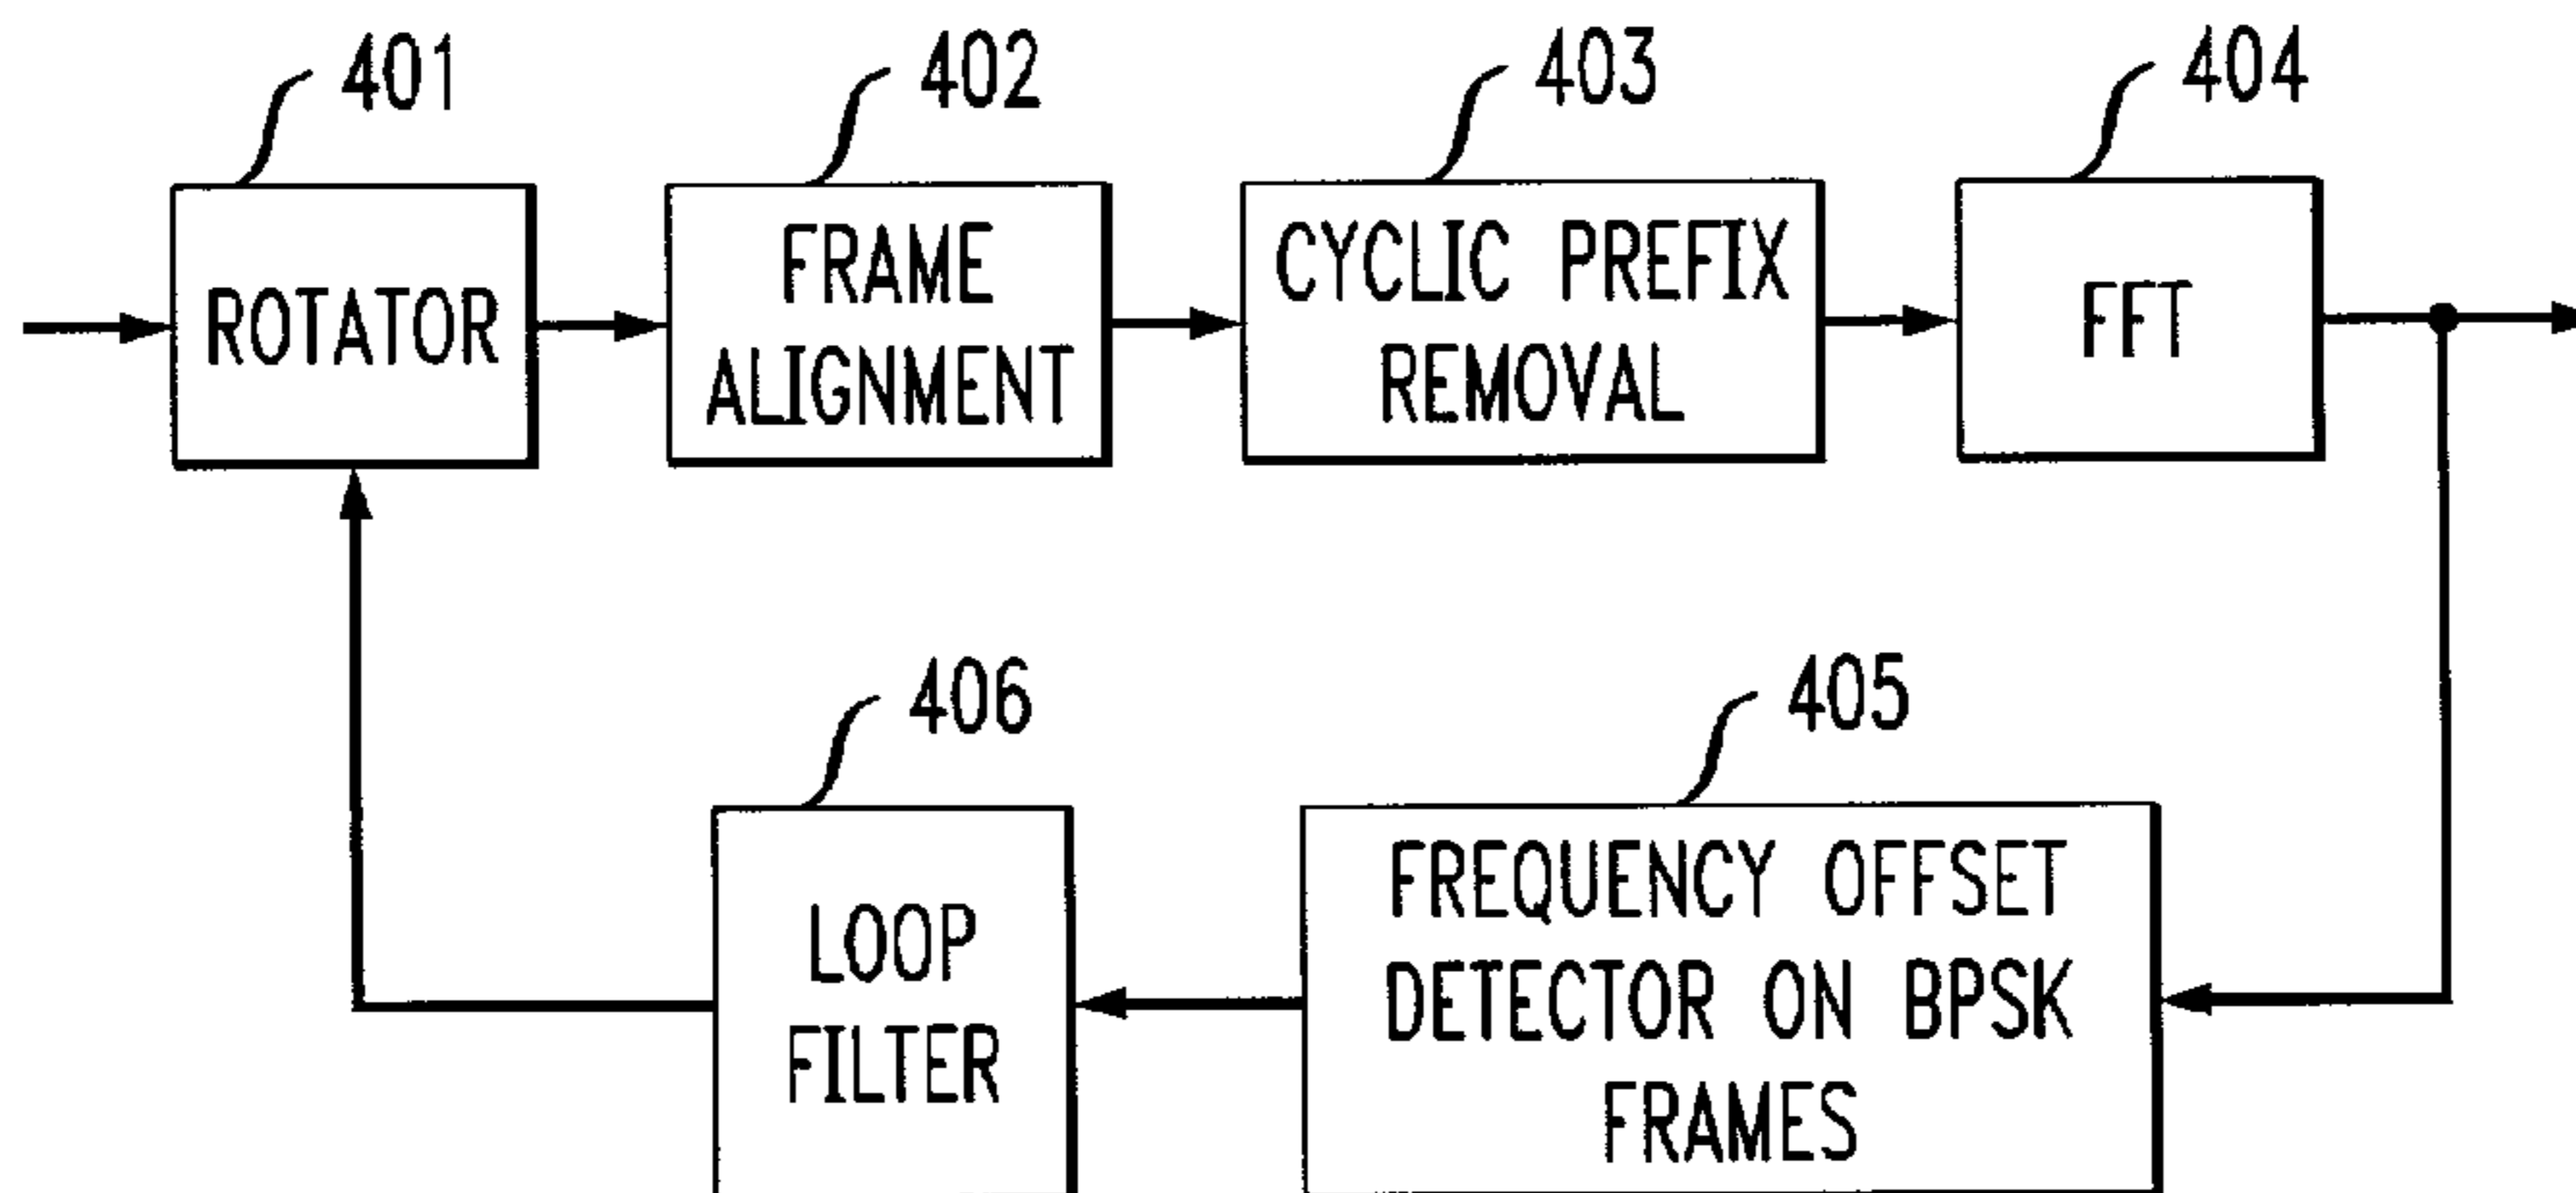 401
402
403
404
ROTATOR
FRAME
ALIGNMENT
CYCLIC PREFIX
REMOVAL
FFT
406
405
LOOP
FILTER
FREQUENCY OFFSET
DETECTOR ON BPSK
FRAMES